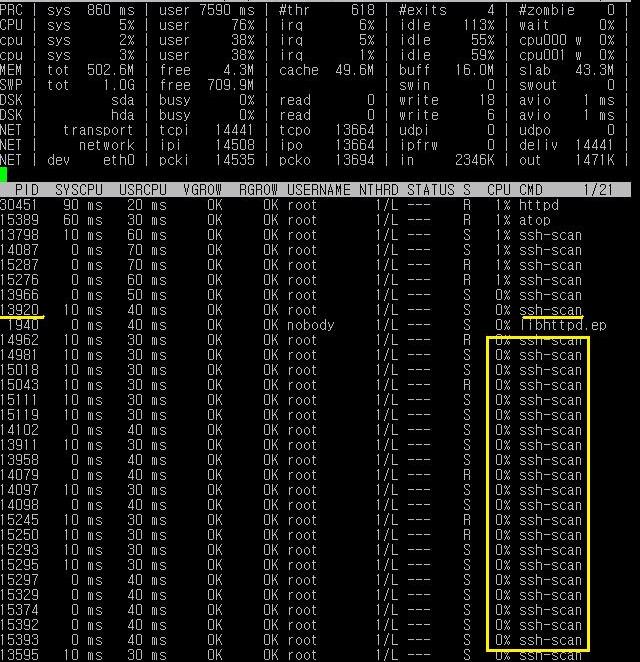 PRC | sys 860 ms | user 7590 ms | #thr 618 | #exits 4 | #zombie 0 |
CPU | sys 5% | user 76% | irq 6% | idle 113% | wait 0% |
cpu | sys 2% | user 38% | irq 5% | idle 55% | cpu000 w 0% |
cpu | sys 3% | user 38% | irq 1% | idle 59% | cpu001 w 0% |
MEM | tot 502.6M | free 4.3M | cache 49.6M | buff 16.0M | slab 43.3M |
SWP | tot 1.0G | free 709.9M | | swin 0 | swout 0 |
DSK | sda | busy 0% | read 0 | write 18 | avio 1 ms |
DSK | hda | busy 0% | read 0 | write 6 | avio 1 ms |
NET | transport | tcpi 14441 | tcpo 13664 | udpi 0 | udpo 0 |
NET | network | ipi 14508 | ipo 13664 | ipfrw 0 | deliv 14441 |
NET | dev eth0 | pcki 14535 | pcko 13694 | in 2346K | out 1471K |
PID SYSCPU USRCPU VGROW RGROW USERNAME NTHRD STATUS S CPU CMD 1/21
30451 90 ms 20 ms 0K 0K root 1/L --- R 1% httpd
15389 60 ms 30 ms 0K 0K root 1/L --- R 1% atop
13798 10 ms 60 ms 0K 0K root 1/L --- S 1% ssh-scan
14087 0 ms 70 ms 0K 0K root 1/L --- S 1% ssh-scan
15287 0 ms 70 ms 0K 0K root 1/L --- R 1% ssh-scan
15276 0 ms 60 ms 0K 0K root 1/L --- R 1% ssh-scan
13966 0 ms 50 ms 0K 0K root 1/L --- S 0% ssh-scan
13920 10 ms 40 ms 0K 0K root 1/L --- S 0% ssh-scan
1940 0 ms 40 ms 0K 0K nobody 1/L --- S 0% libhttpd.ep
14962 10 ms 30 ms 0K 0K root 1/L --- R 0% ssh-scan
14981 10 ms 30 ms 0K 0K root 1/L --- S 0% ssh-scan
15018 10 ms 30 ms 0K 0K root 1/L --- S 0% ssh-scan
15043 10 ms 30 ms 0K 0K root 1/L --- R 0% ssh-scan
15111 10 ms 30 ms 0K 0K root 1/L --- S 0% ssh-scan
15119 10 ms 30 ms 0K 0K root 1/L --- S 0% ssh-scan
14102 0 ms 40 ms 0K 0K root 1/L --- S 0% ssh-scan
13911 10 ms 30 ms 0K 0K root 1/L --- S 0% ssh-scan
13958 0 ms 40 ms 0K 0K root 1/L --- S 0% ssh-scan
14079 0 ms 40 ms 0K 0K root 1/L --- R 0% ssh-scan
14097 10 ms 30 ms 0K 0K root 1/L --- S 0% ssh-scan
14098 0 ms 40 ms 0K 0K root 1/L --- S 0% ssh-scan
15245 10 ms 30 ms 0K 0K root 1/L --- R 0% ssh-scan
15250 10 ms 30 ms 0K 0K root 1/L --- R 0% ssh-scan
15293 10 ms 30 ms 0K 0K root 1/L --- S 0% ssh-scan
15295 10 ms 30 ms 0K 0K root 1/L --- S 0% ssh-scan
15297 0 ms 40 ms 0K 0K root 1/L --- S 0% ssh-scan
15329 0 ms 40 ms 0K 0K root 1/L --- S 0% ssh-scan
15374 0 ms 40 ms 0K 0K root 1/L --- S 0% ssh-scan
15392 0 ms 40 ms 0K 0K root 1/L --- S 0% ssh-scan
15393 0 ms 40 ms 0K 0K root 1/L --- S 0% ssh-scan
13595 10 ms 30 ms 0K 0K root 1/L --- S 0% ssh-scan